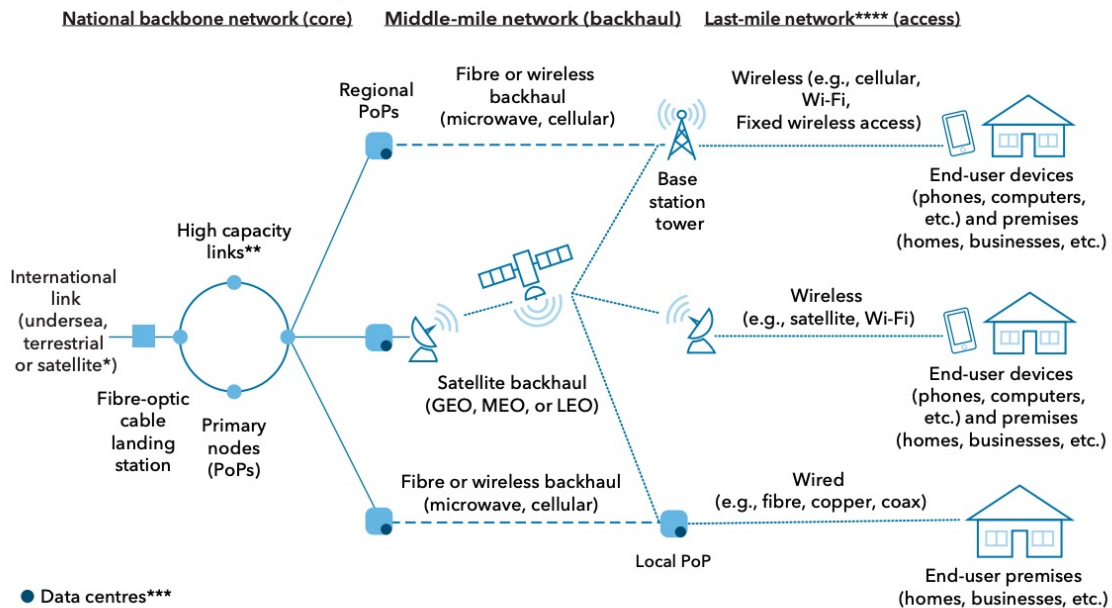 National backbone network (core)
Middle-mile network (backhaul)
Last-mile network**** (access)
Regional
PoPs
Fibre or wireless
backhaul
(microwave, cellular)
Wireless (e.g., cellular,
Wi-Fi,
Fixed wireless access)
Base
station
tower
End-user devices
(phones, computers,
etc.) and premises
(homes, businesses, etc.)
High capacity
links**
International
link
(undersea,
terrestrial
or satellite*)
Fibre-optic
cable
landing
station
Primary
nodes
(PoPs)
Satellite backhaul
(GEO, MEO, or LEO)
Wireless
(e.g., satellite, Wi-Fi)
End-user devices
(phones, computers,
etc.) and premises
(homes, businesses, etc.)
Fibre or wireless backhaul
(microwave, cellular)
Wired
(e.g., fibre, copper, coax)
Local PoP
End-user premises
(homes, businesses, etc.)
Data centres***